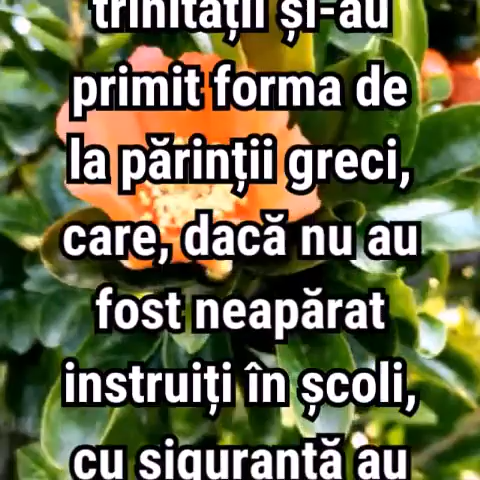 trinității și-au
primit forma de
la părinții greci,
care, dacă nu au
fost neapărat
instruiți în școli,
cu siguranță au